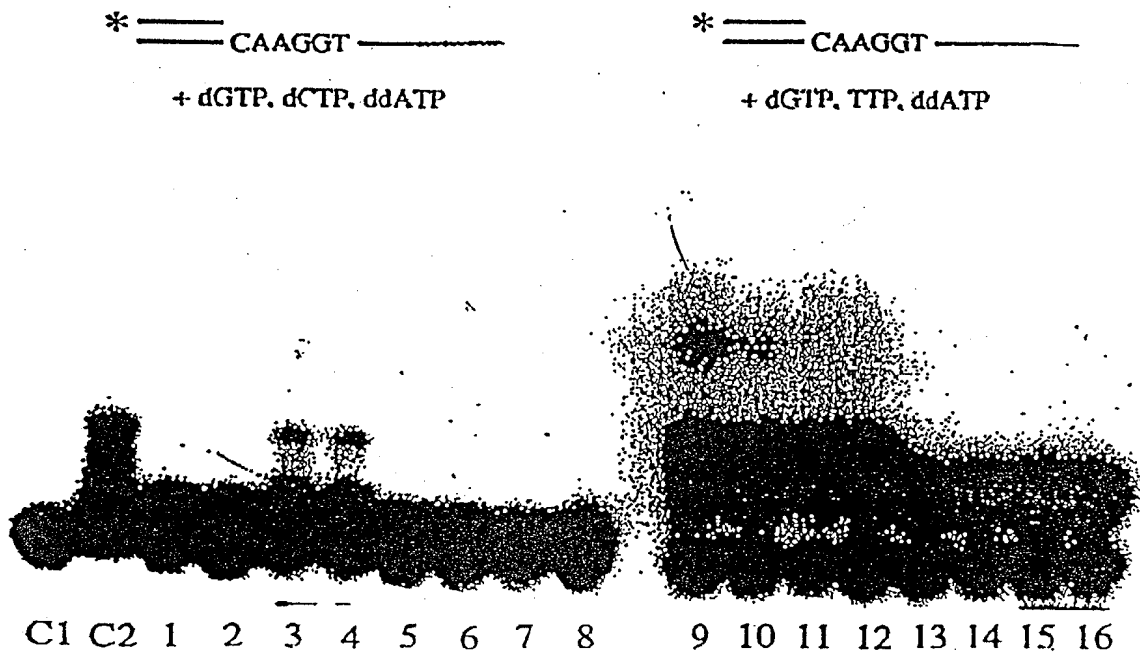 * CAAGGT
* CAAGGT
+ dGTP, dCTP, ddATP
+ dGTP, TTP, ddATP
C1 C2 1 2 3 4 5 6 7 8 9 10 11 12 13 14 15 16